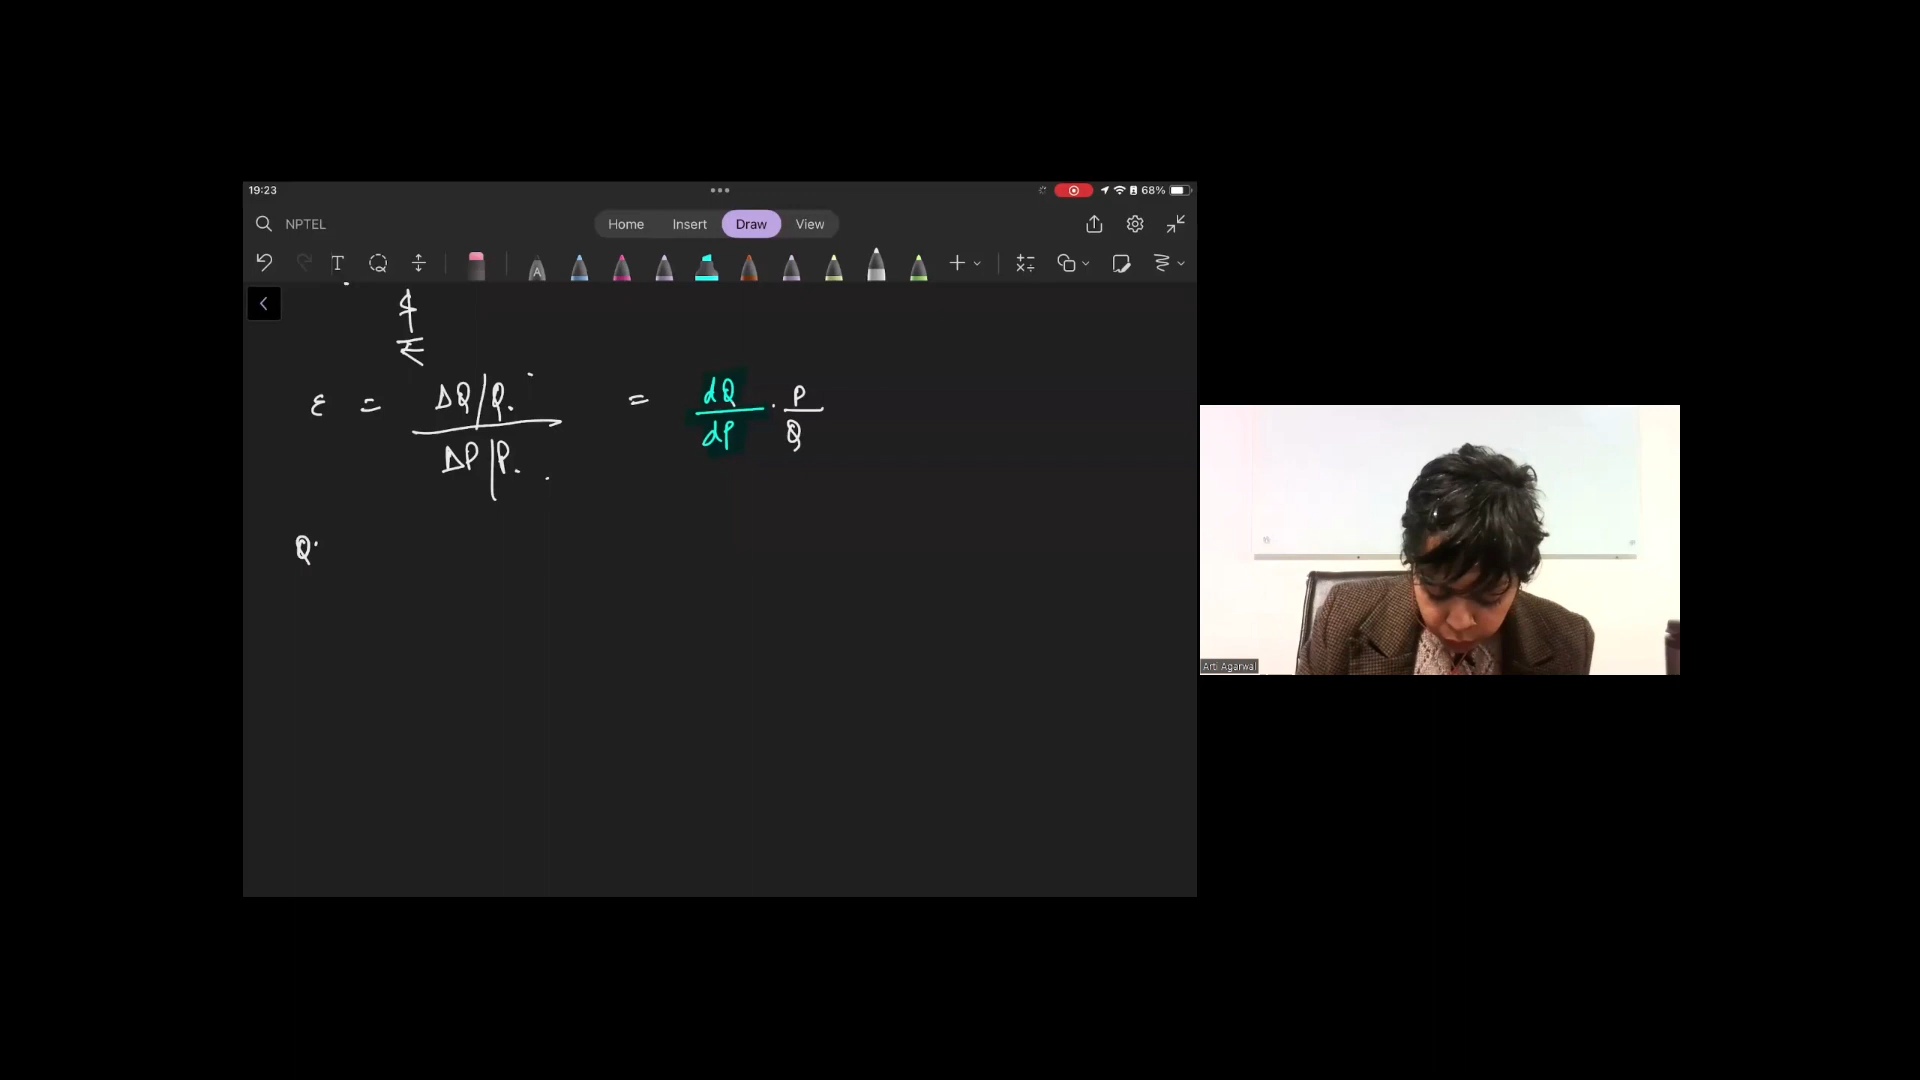 19:23
68%
NPTEL
Home Insert Draw View
T
A
$
₹
ε = ΔQ/Q. = dQ/dP . P/Q
ΔP/P.
Q.
Arti Agarwal